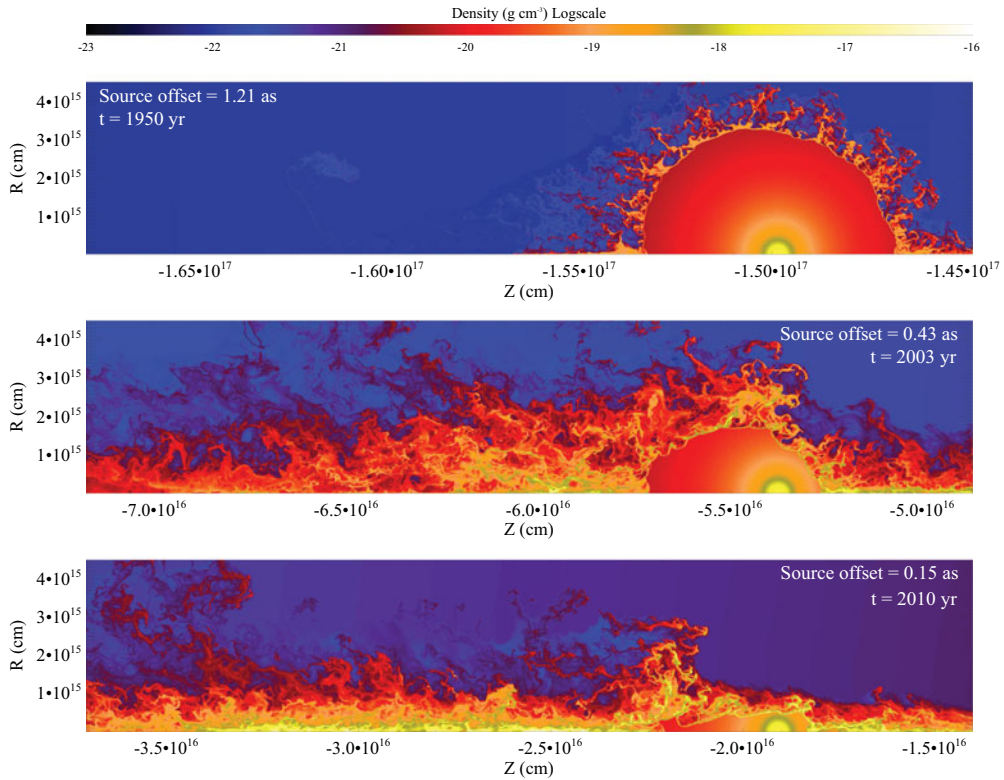 Density (g cm⁻³) Logscale
-23 -22 -21 -20 -19 -18 -17 -16
Source offset = 1.21 as
t = 1950 yr
R (cm)
4•10¹⁵
3•10¹⁵
2•10¹⁵
1•10¹⁵
-1.65•10¹⁷ -1.60•10¹⁷ -1.55•10¹⁷ -1.50•10¹⁷ -1.45•10¹⁷
Z (cm)
Source offset = 0.43 as
t = 2003 yr
R (cm)
4•10¹⁵
3•10¹⁵
2•10¹⁵
1•10¹⁵
-7.0•10¹⁶ -6.5•10¹⁶ -6.0•10¹⁶ -5.5•10¹⁶ -5.0•10¹⁶
Z (cm)
Source offset = 0.15 as
t = 2010 yr
R (cm)
4•10¹⁵
3•10¹⁵
2•10¹⁵
1•10¹⁵
-3.5•10¹⁶ -3.0•10¹⁶ -2.5•10¹⁶ -2.0•10¹⁶ -1.5•10¹⁶
Z (cm)